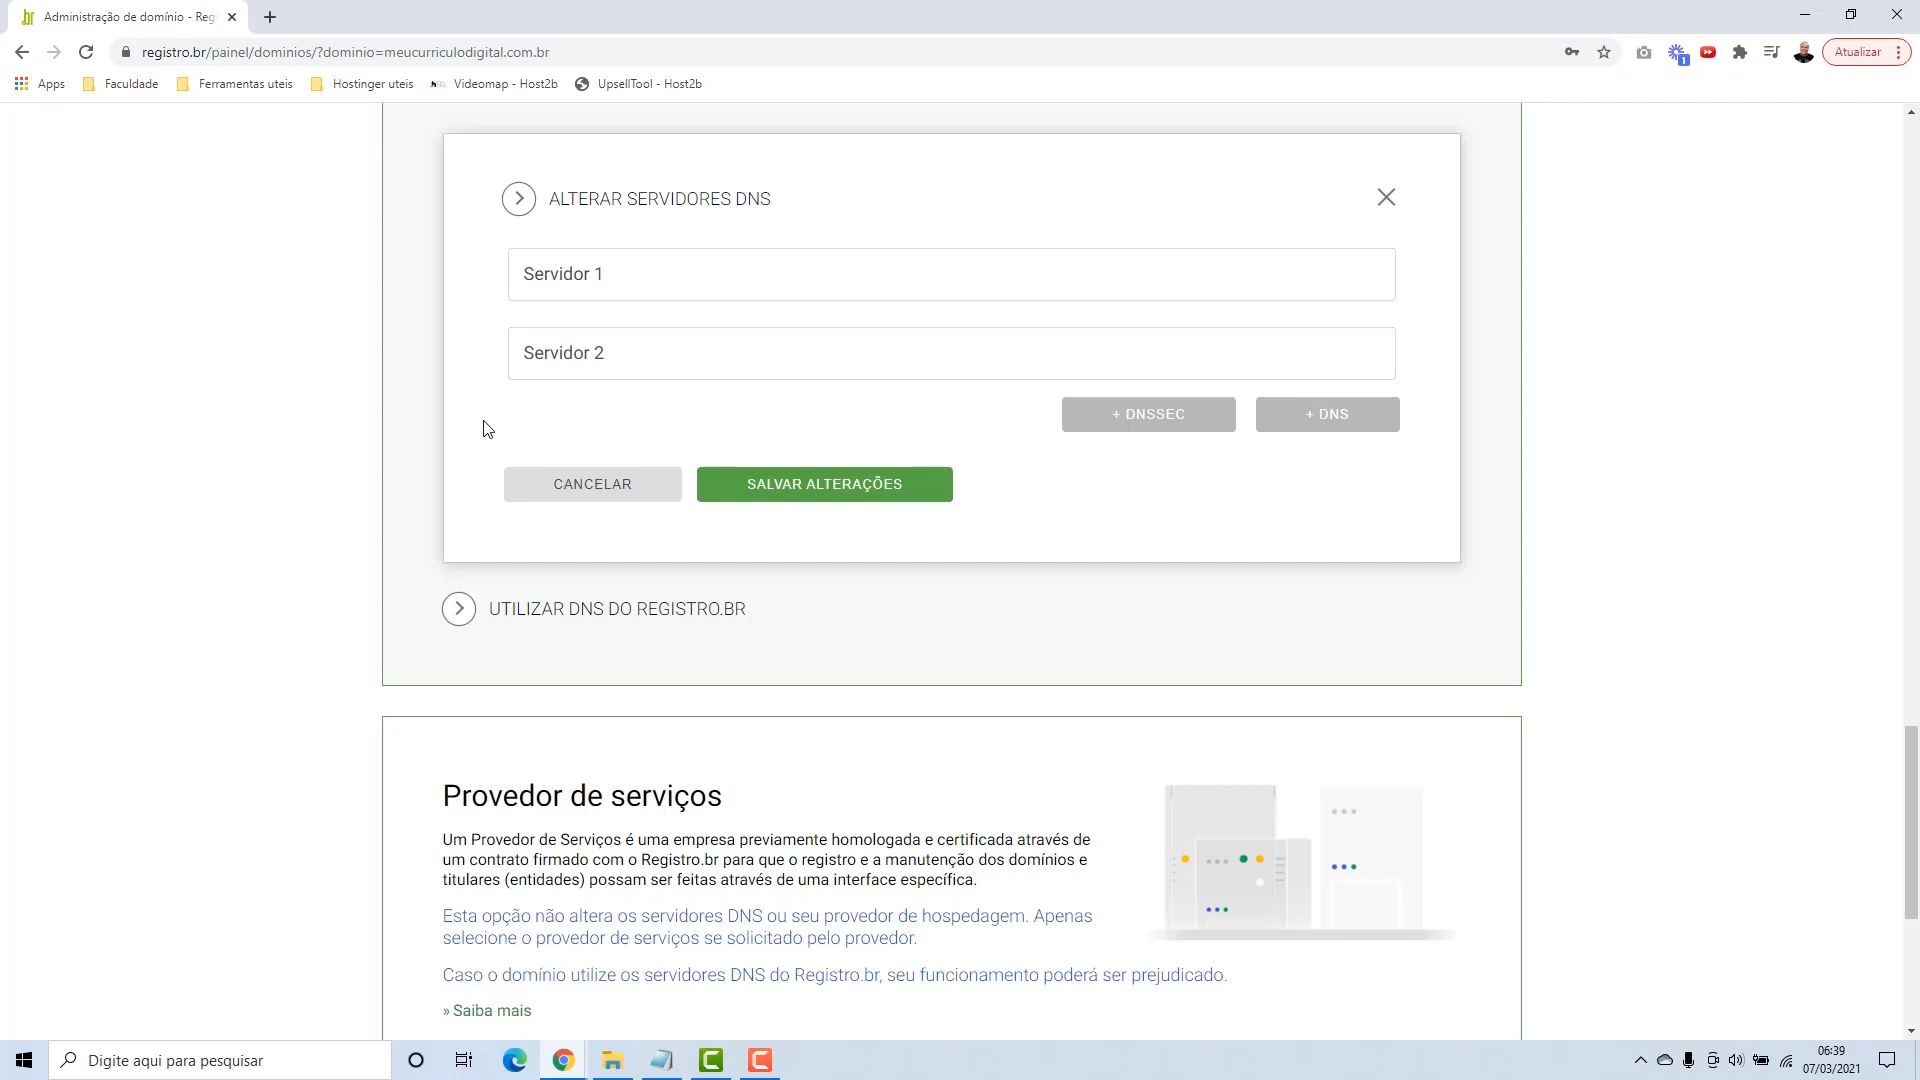 Administração de domínio - Reg
registro.br/painel/dominios/?dominio=meucurriculodigital.com.br
Atualizar
Apps
Faculdade
Ferramentas uteis
Hostinger uteis
Videomap - Host2b
UpsellTool - Host2b
ALTERAR SERVIDORES DNS
Servidor 1
Servidor 2
+ DNSSEC
+ DNS
CANCELAR
SALVAR ALTERAÇÕES
UTILIZAR DNS DO REGISTRO.BR
Provedor de serviços
Um Provedor de Serviços é uma empresa previamente homologada e certificada através de
um contrato firmado com o Registro.br para que o registro e a manutenção dos domínios e
titulares (entidades) possam ser feitas através de uma interface específica.
Esta opção não altera os servidores DNS ou seu provedor de hospedagem. Apenas
selecione o provedor de serviços se solicitado pelo provedor.
Caso o domínio utilize os servidores DNS do Registro.br, seu funcionamento poderá ser prejudicado.
» Saiba mais
Digite aqui para pesquisar
06:39
07/03/2021